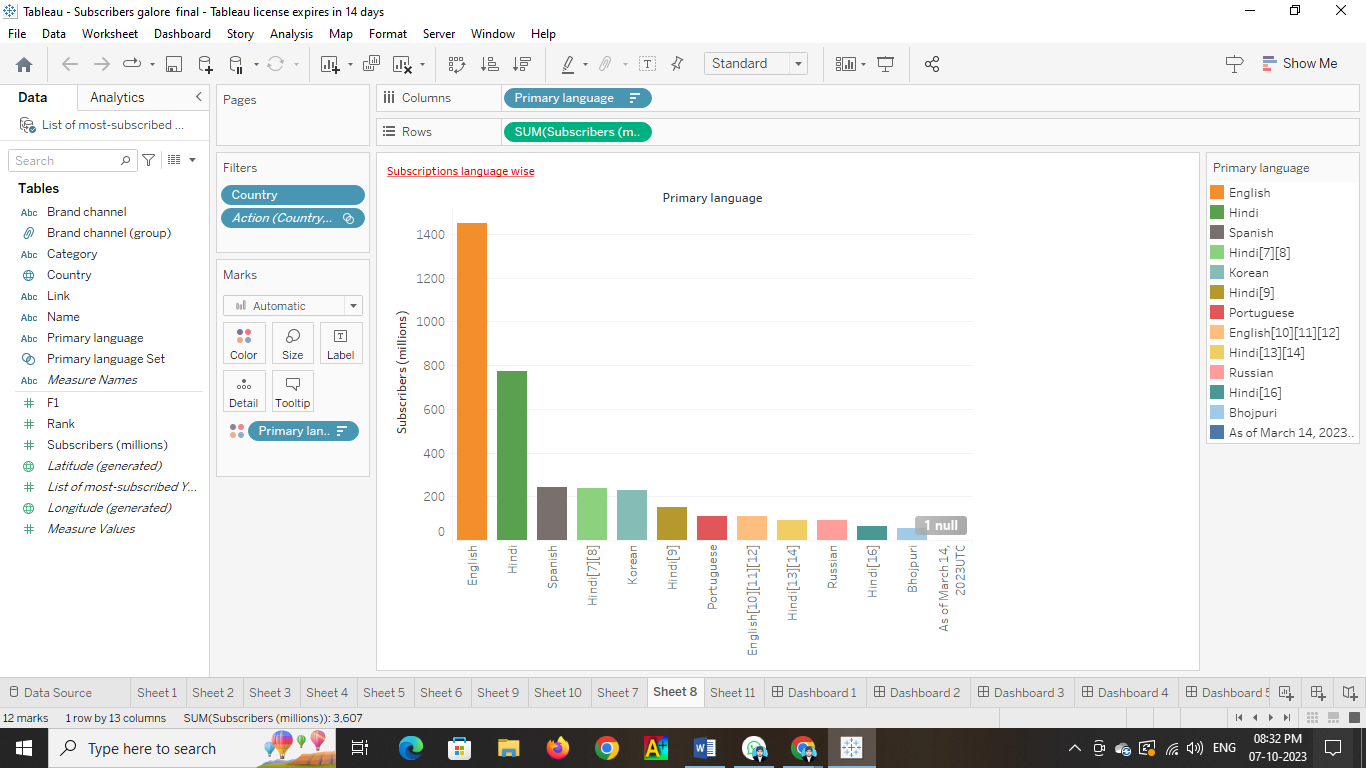 Tableau - Subscribers galore final - Tableau license expires in 14 days
File Data Worksheet Dashboard Story Analysis Map Format Server Window Help
Standard
Show Me
Data Analytics
List of most-subscribed ...
Search
Tables
Abc Brand channel
Brand channel (group)
Abc Category
Country
Abc Link
Abc Name
Abc Primary language
Primary language Set
Abc Measure Names
F1
Rank
Subscribers (millions)
Latitude (generated)
List of most-subscribed Y...
Longitude (generated)
Measure Values
Pages
Filters
Country
Action (Country,...
Marks
Automatic
Color Size Label
Detail Tooltip
Primary lan..
Columns Primary language
Rows SUM(Subscribers (m..
Subscriptions language wise
Primary language
Subscribers (millions)
1400
1200
1000
800
600
400
200
0
1 null
English
Hindi
Spanish
Hindi[7][8]
Korean
Hindi[9]
Portuguese
English[10][11][12]
Hindi[13][14]
Russian
Hindi[16]
Bhojpuri
As of March 14,
2023UTC
Primary language
English
Hindi
Spanish
Hindi[7][8]
Korean
Hindi[9]
Portuguese
English[10][11][12]
Hindi[13][14]
Russian
Hindi[16]
Bhojpuri
As of March 14, 2023..
Data Source Sheet 1 Sheet 2 Sheet 3 Sheet 4 Sheet 5 Sheet 6 Sheet 9 Sheet 10 Sheet 7 Sheet 8 Sheet 11 Dashboard 1 Dashboard 2 Dashboard 3 Dashboard 4 Dashboard 5
12 marks 1 row by 13 columns SUM(Subscribers (millions)): 3,607
Type here to search
ENG
08:32 PM
07-10-2023